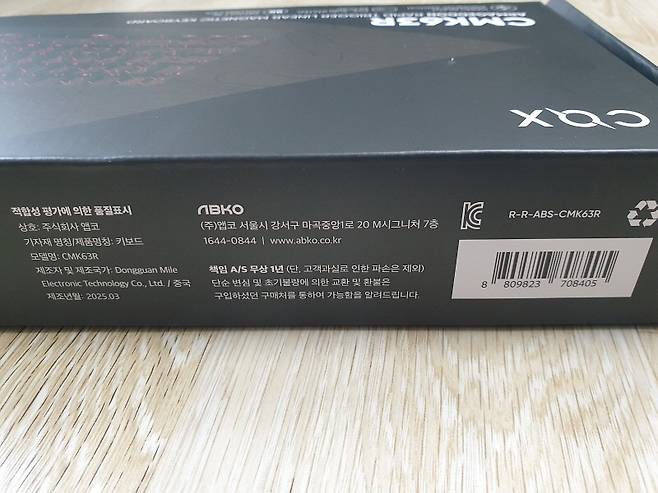 CMK63R
RAPID TRIGGER LINEAR MAGNETIC KEYBOARD
COX
적합성 평가에 의한 품질표시
상호: 주식회사 앱코
기자재 명칭/제품명칭: 키보드
모델명: CMK63R
제조자 및 제조국가: Dongguan Mile
Electronic Technology Co., Ltd. / 중국
제조년월: 2025.03
ABKO
(주)앱코 서울시 강서구 마곡중앙1로 20 M시그니처 7층
1644-0844 | www.abko.co.kr
책임 A/S 무상 1년 (단, 고객과실로 인한 파손은 제외)
단순 변심 및 초기불량에 의한 교환 및 환불은
구입하셨던 구매처를 통하여 가능함을 알려드립니다.
R-R-ABS-CMK63R
8 809823 708405